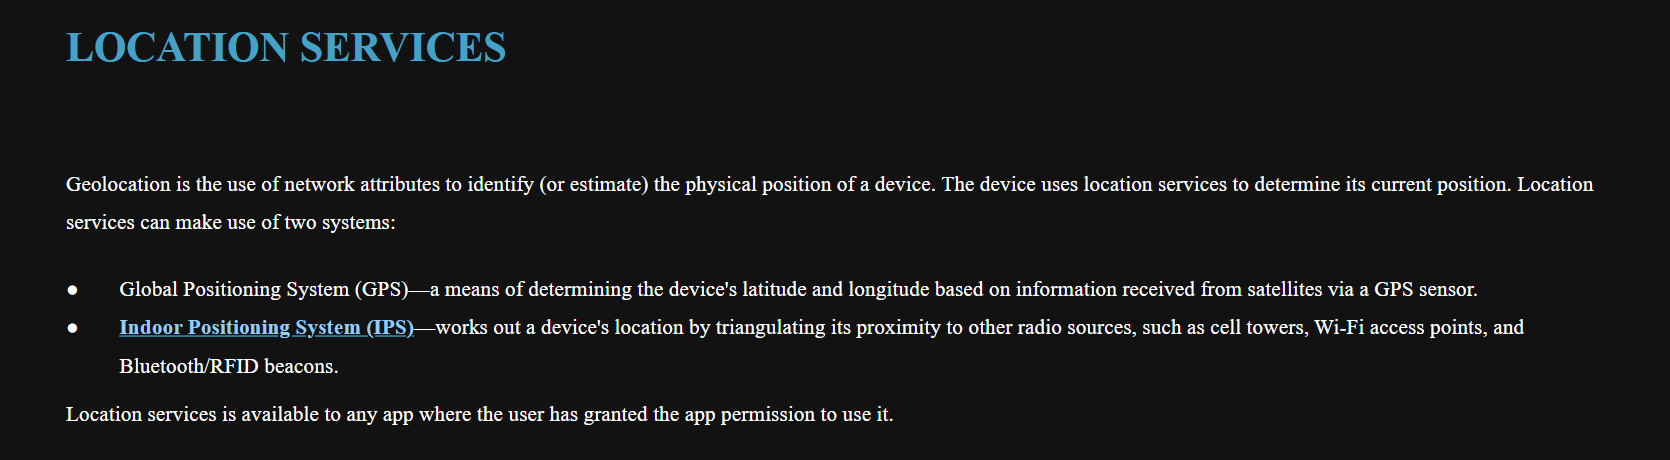 LOCATION SERVICES
Geolocation is the use of network attributes to identify (or estimate) the physical position of a device. The device uses location services to determine its current position. Location
services can make use of two systems:
● Global Positioning System (GPS)—a means of determining the device's latitude and longitude based on information received from satellites via a GPS sensor.
● Indoor Positioning System (IPS)—works out a device's location by triangulating its proximity to other radio sources, such as cell towers, Wi-Fi access points, and
Bluetooth/RFID beacons.
Location services is available to any app where the user has granted the app permission to use it.